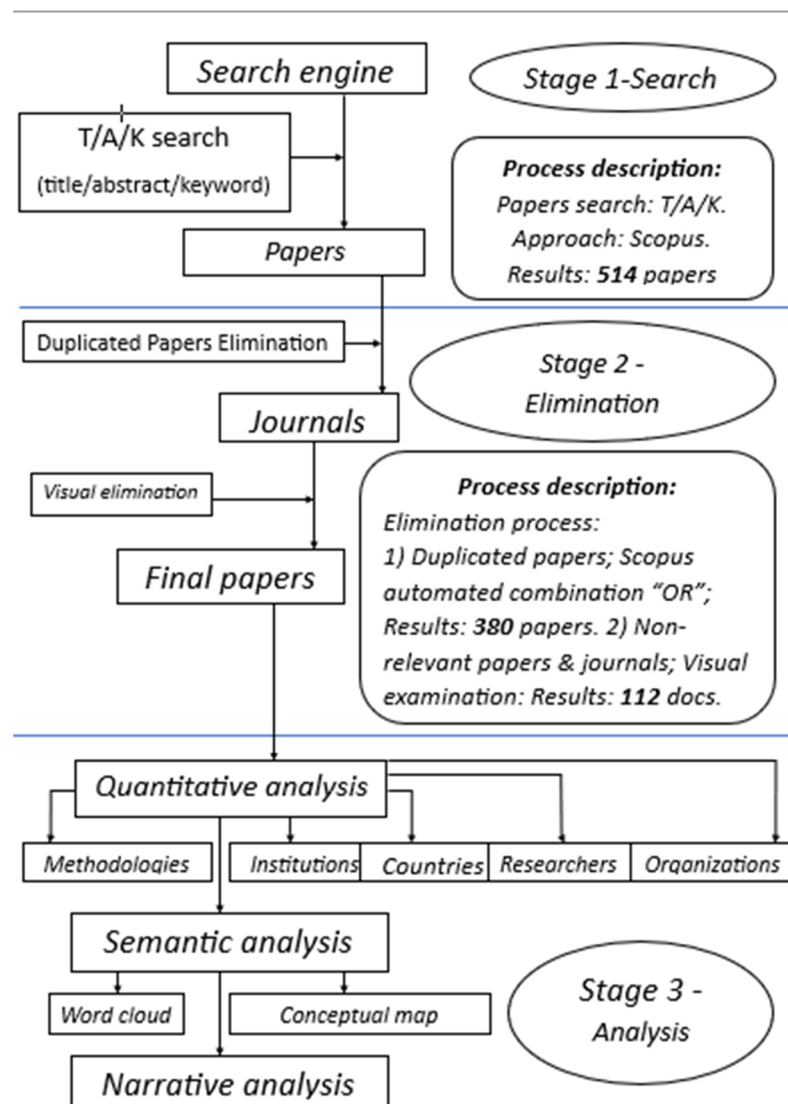 Search engine
Stage 1-Search
T/A/K search
(title/abstract/keyword)
Process description:
Papers search: T/A/K.
Approach: Scopus.
Results: 514 papers
Papers
Duplicated Papers Elimination
Stage 2 -
Elimination
Journals
Visual elimination
Process description:
Elimination process:
1) Duplicated papers; Scopus
automated combination “OR”;
Results: 380 papers. 2) Non-
relevant papers & journals; Visual
examination: Results: 112 docs.
Final papers
Quantitative analysis
Methodologies
Institutions
Countries
Researchers
Organizations
Semantic analysis
Word cloud
Conceptual map
Stage 3 -
Analysis
Narrative analysis